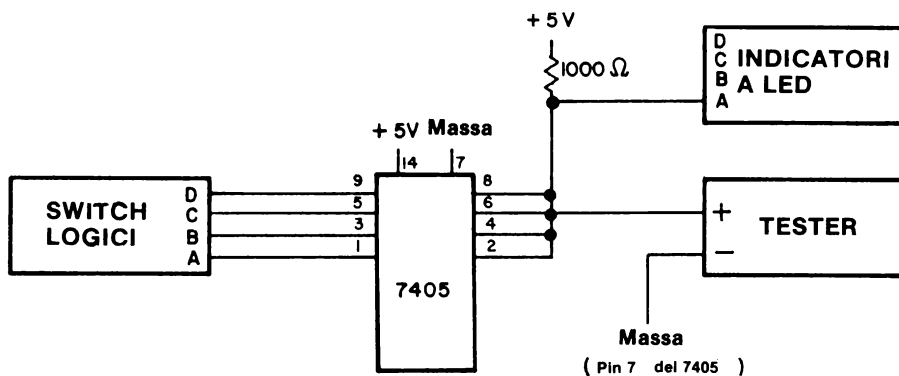 + 5 V
1000 Ω
D
C
B
A
INDICATORI
A LED
+ 5V Massa
14
7
SWITCH
LOGICI
D
C
B
A
9
5
3
1
7405
8
6
4
2
+
−
TESTER
Massa
( Pin 7 del 7405 )